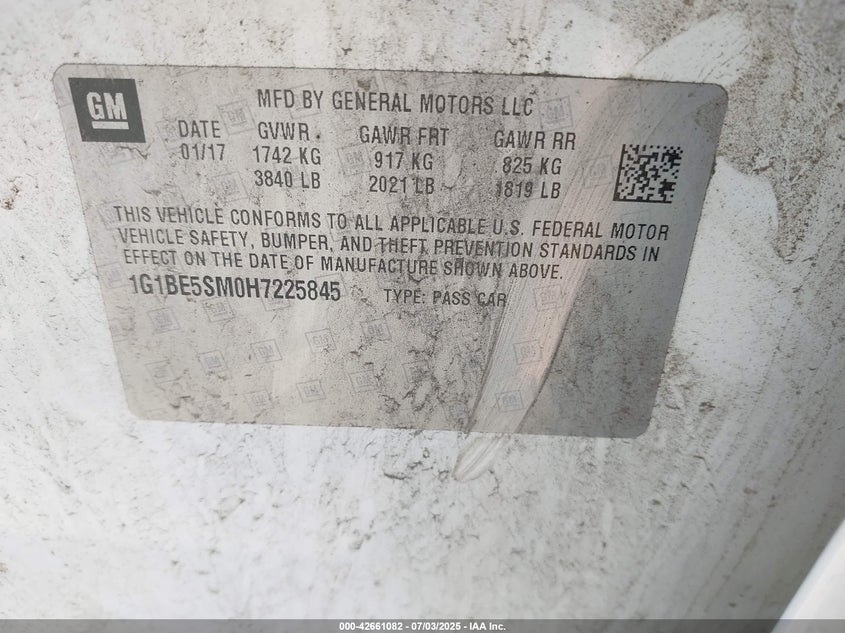 GM
MFD BY GENERAL MOTORS LLC
DATE GVWR GAWR FRT GAWR RR
01/17 1742 KG 917 KG 825 KG
3840 LB 2021 LB 1819 LB
THIS VEHICLE CONFORMS TO ALL APPLICABLE U.S. FEDERAL MOTOR
VEHICLE SAFETY, BUMPER, AND THEFT PREVENTION STANDARDS IN
EFFECT ON THE DATE OF MANUFACTURE SHOWN ABOVE.
1G1BE5SM0H7225845 TYPE: PASS CAR
000-42661082 - 07/03/2025 - IAA Inc.